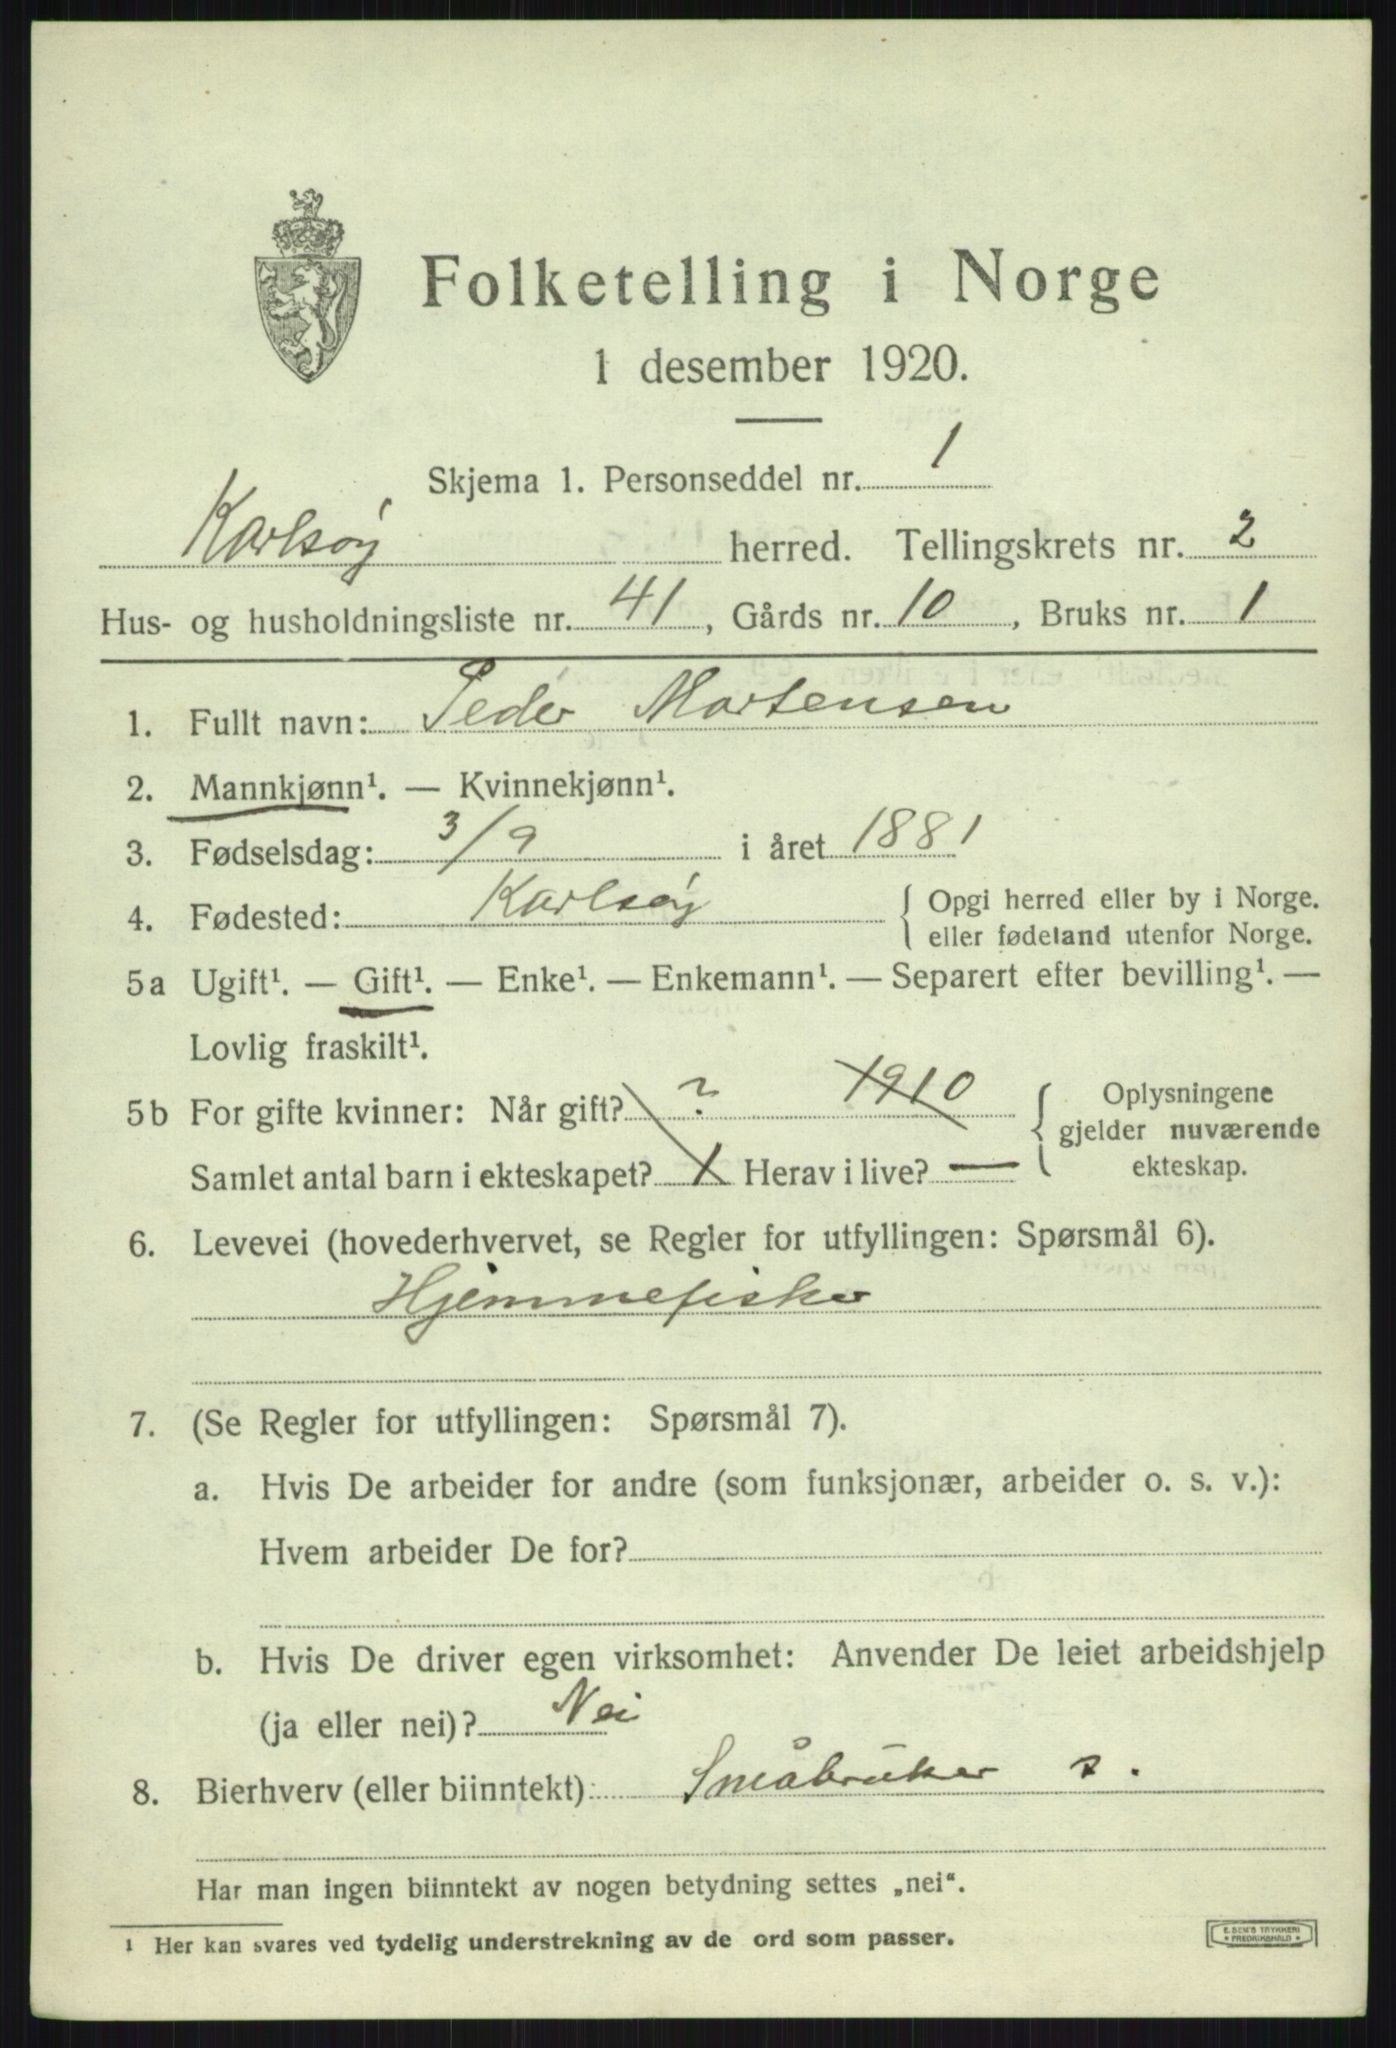 Folketelling i Norge
1 desember 1920.
Skjema 1. Personseddel nr. 1
Karlsøy herred. Tellingskrets nr. 2
Hus- og husholdningsliste nr. 41, Gårds nr. 10, Bruks nr. 1
1. Fullt navn: Peder Mortensen
2. Mannkjønn¹. — Kvinnekjønn¹.
3. Fødselsdag: 3/9 i året 1881
4. Fødested: Karlsøy { Opgi herred eller by i Norge.
eller fødeland utenfor Norge.
5a Ugift¹. — Gift¹. — Enke¹. — Enkemann¹. — Separert efter bevilling¹. —
Lovlig fraskilt¹.
5b For gifte kvinner: Når gift? ? 1910 { Oplysningene
gjelder nuværende
ekteskap.
Samlet antal barn i ekteskapet? Herav i live? —
6. Levevei (hovederhvervet, se Regler for utfyllingen: Spørsmål 6).
Hjemmefisker
7. (Se Regler for utfyllingen: Spørsmål 7).
a. Hvis De arbeider for andre (som funksjonær, arbeider o. s. v.):
Hvem arbeider De for?
b. Hvis De driver egen virksomhet: Anvender De leiet arbeidshjelp
(ja eller nei)? Nei
8. Bierhverv (eller biinntekt): Småbruker s.
Har man ingen biinntekt av nogen betydning settes „nei“.
¹ Her kan svares ved tydelig understrekning av de ord som passer.
E. SEM'S TRYKKERI
FREDRIKSHALD